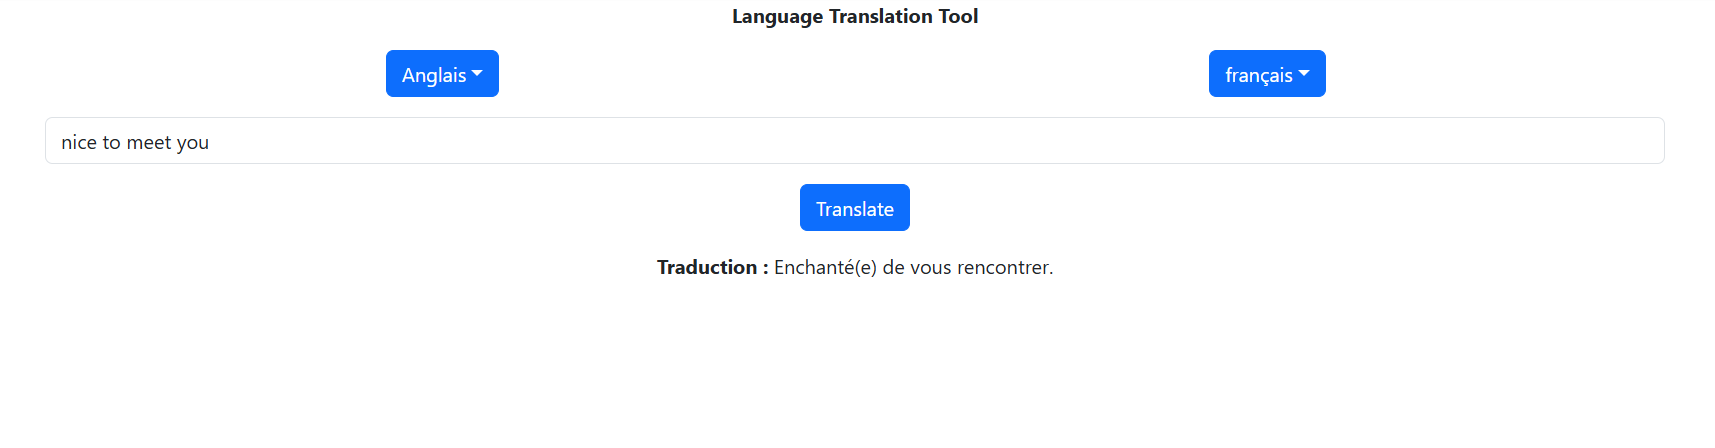 Language Translation Tool
Anglais français
nice to meet you
Translate
Traduction : Enchanté(e) de vous rencontrer.